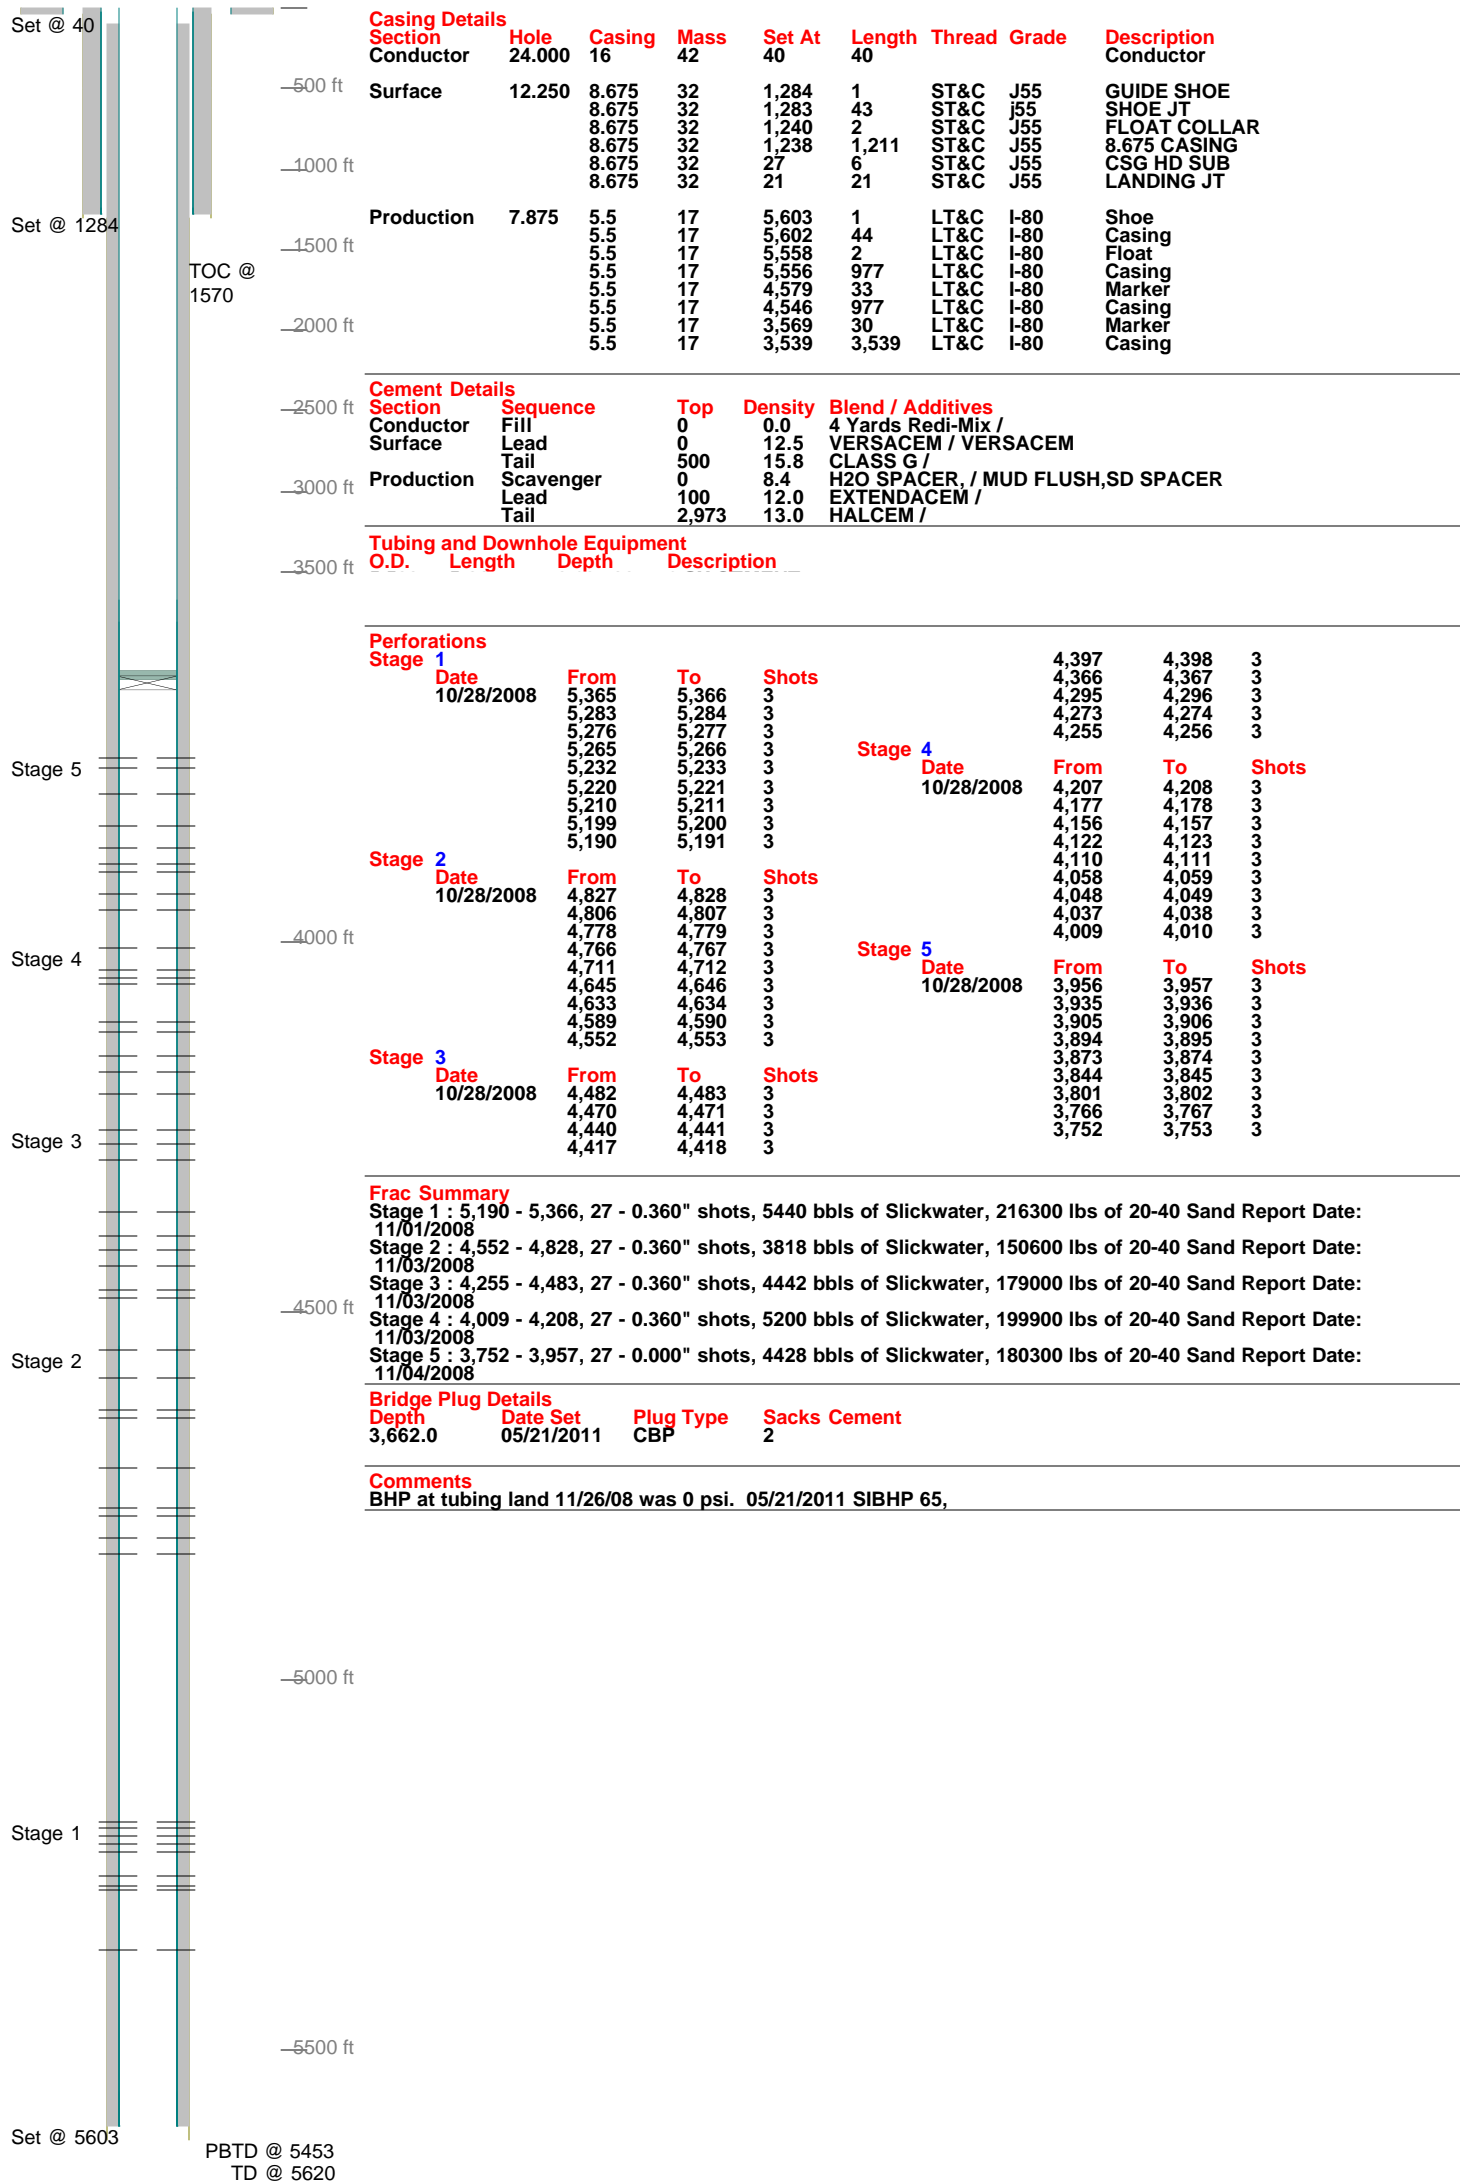 Set @ 40
Set @ 1284
TOC @
1570
Stage 5
Stage 4
Stage 3
Stage 2
Stage 1
Set @ 5603
PBTD @ 5453
TD @ 5620
500 ft
1000 ft
1500 ft
2000 ft
2500 ft
3000 ft
3500 ft
4000 ft
4500 ft
5000 ft
5500 ft
Casing Details
Section Hole Casing Mass Set At Length Thread Grade Description
Conductor 24.000 16 42 40 40 Conductor
Surface 12.250 8.675 32 1,284 1 ST&C J55 GUIDE SHOE
8.675 32 1,283 43 ST&C j55 SHOE JT
8.675 32 1,240 2 ST&C J55 FLOAT COLLAR
8.675 32 1,238 1,211 ST&C J55 8.675 CASING
8.675 32 27 6 ST&C J55 CSG HD SUB
8.675 32 21 21 ST&C J55 LANDING JT
Production 7.875 5.5 17 5,603 1 LT&C I-80 Shoe
5.5 17 5,602 44 LT&C I-80 Casing
5.5 17 5,558 2 LT&C I-80 Float
5.5 17 5,556 977 LT&C I-80 Casing
5.5 17 4,579 33 LT&C I-80 Marker
5.5 17 4,546 977 LT&C I-80 Casing
5.5 17 3,569 30 LT&C I-80 Marker
5.5 17 3,539 3,539 LT&C I-80 Casing
Cement Details
Section Sequence Top Density Blend / Additives
Conductor Fill 0 0.0 4 Yards Redi-Mix /
Surface Lead 0 12.5 VERSACEM / VERSACEM
Tail 500 15.8 CLASS G /
Production Scavenger 0 8.4 H2O SPACER, / MUD FLUSH,SD SPACER
Lead 100 12.0 EXTENDACEM /
Tail 2,973 13.0 HALCEM /
Tubing and Downhole Equipment
O.D. Length Depth Description
Perforations
Stage 1
Date From To Shots
10/28/2008 5,365 5,366 3
5,283 5,284 3
5,276 5,277 3
5,265 5,266 3
5,232 5,233 3
5,220 5,221 3
5,210 5,211 3
5,199 5,200 3
5,190 5,191 3
Stage 2
Date From To Shots
10/28/2008 4,827 4,828 3
4,806 4,807 3
4,778 4,779 3
4,766 4,767 3
4,711 4,712 3
4,645 4,646 3
4,633 4,634 3
4,589 4,590 3
4,552 4,553 3
Stage 3
Date From To Shots
10/28/2008 4,482 4,483 3
4,470 4,471 3
4,440 4,441 3
4,417 4,418 3
4,397 4,398 3
4,366 4,367 3
4,295 4,296 3
4,273 4,274 3
4,255 4,256 3
Stage 4
Date From To Shots
10/28/2008 4,207 4,208 3
4,177 4,178 3
4,156 4,157 3
4,122 4,123 3
4,110 4,111 3
4,058 4,059 3
4,048 4,049 3
4,037 4,038 3
4,009 4,010 3
Stage 5
Date From To Shots
10/28/2008 3,956 3,957 3
3,935 3,936 3
3,905 3,906 3
3,894 3,895 3
3,873 3,874 3
3,844 3,845 3
3,801 3,802 3
3,766 3,767 3
3,752 3,753 3
Frac Summary
Stage 1 : 5,190 - 5,366, 27 - 0.360" shots, 5440 bbls of Slickwater, 216300 lbs of 20-40 Sand Report Date:
11/01/2008
Stage 2 : 4,552 - 4,828, 27 - 0.360" shots, 3818 bbls of Slickwater, 150600 lbs of 20-40 Sand Report Date:
11/03/2008
Stage 3 : 4,255 - 4,483, 27 - 0.360" shots, 4442 bbls of Slickwater, 179000 lbs of 20-40 Sand Report Date:
11/03/2008
Stage 4 : 4,009 - 4,208, 27 - 0.360" shots, 5200 bbls of Slickwater, 199900 lbs of 20-40 Sand Report Date:
11/03/2008
Stage 5 : 3,752 - 3,957, 27 - 0.000" shots, 4428 bbls of Slickwater, 180300 lbs of 20-40 Sand Report Date:
11/04/2008
Bridge Plug Details
Depth Date Set Plug Type Sacks Cement
3,662.0 05/21/2011 CBP 2
Comments
BHP at tubing land 11/26/08 was 0 psi. 05/21/2011 SIBHP 65,